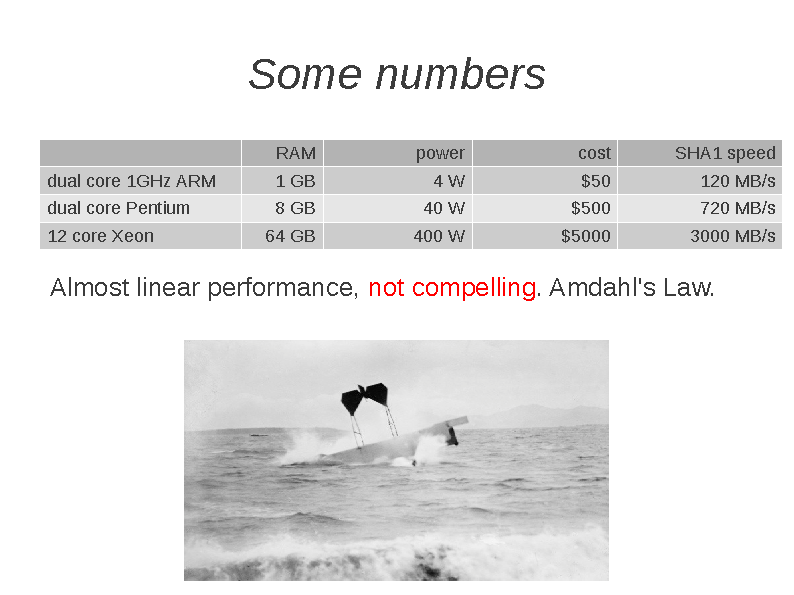 Some numbers
RAM power cost SHA1 speed
dual core 1GHz ARM 1 GB 4 W $50 120 MB/s
dual core Pentium 8 GB 40 W $500 720 MB/s
12 core Xeon 64 GB 400 W $5000 3000 MB/s
Almost linear performance, not compelling. Amdahl's Law.